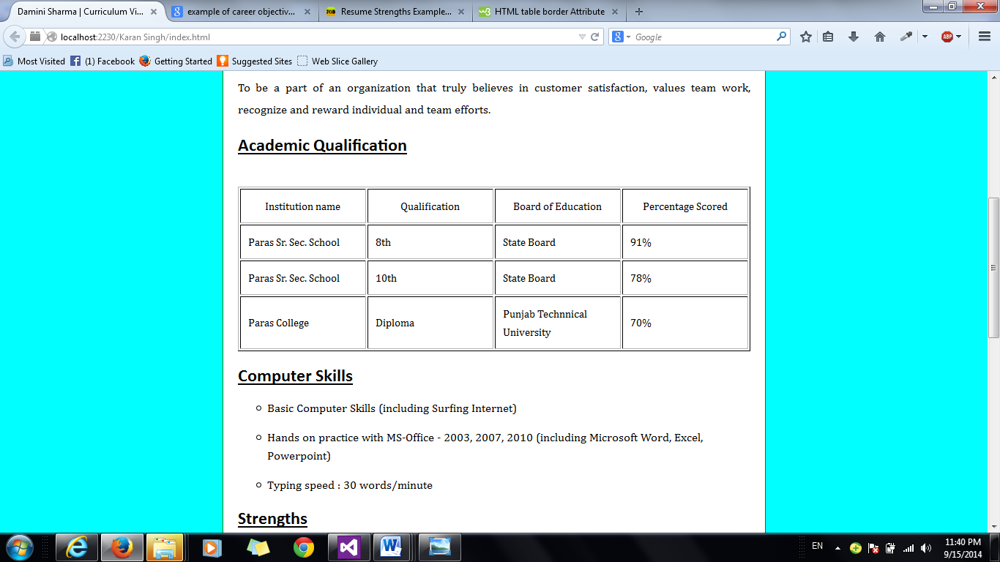 Damini Sharma | Curriculum Vi...
example of career objectiv...
Resume Strengths Example...
HTML table border Attribute
localhost:2230/Karan Singh/index.html
Google
Most Visited
(1) Facebook
Getting Started
Suggested Sites
Web Slice Gallery
To be a part of an organization that truly believes in customer satisfaction, values team work,
recognize and reward individual and team efforts.
Academic Qualification
Institution name Qualification Board of Education Percentage Scored
Paras Sr. Sec. School 8th State Board 91%
Paras Sr. Sec. School 10th State Board 78%
Paras College Diploma Punjab Technnical University 70%
Computer Skills
Basic Computer Skills (including Surfing Internet)
Hands on practice with MS-Office - 2003, 2007, 2010 (including Microsoft Word, Excel,
Powerpoint)
Typing speed : 30 words/minute
Strengths
EN
11:40 PM
9/15/2014